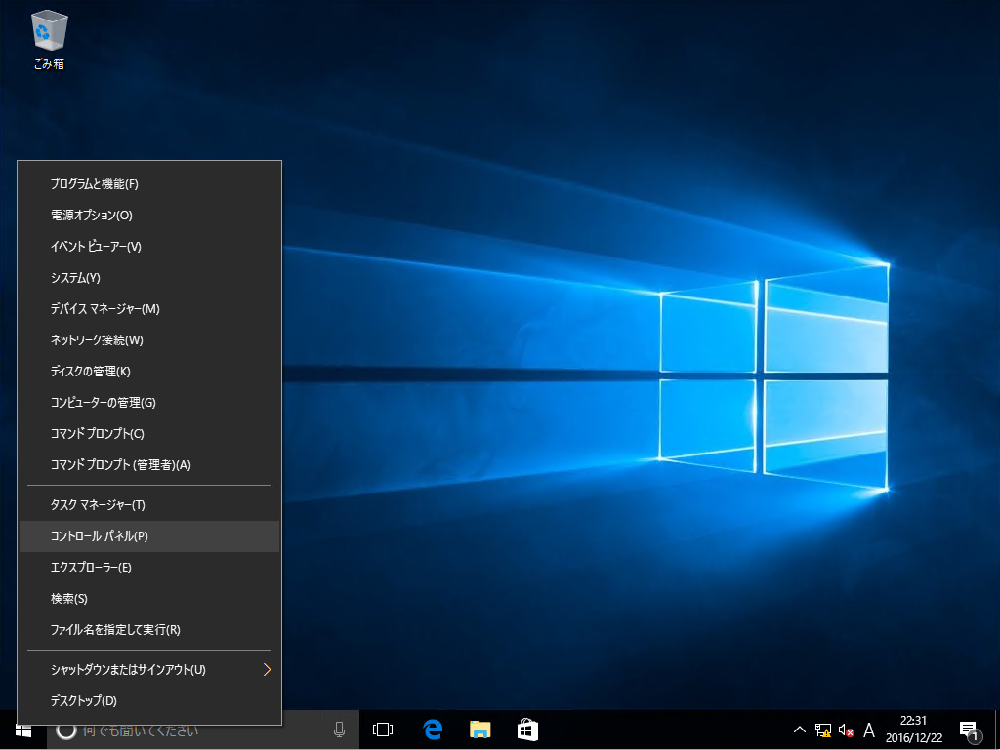 ごみ箱
プログラムと機能(F)
電源オプション(O)
イベント ビューアー(V)
システム(Y)
デバイス マネージャー(M)
ネットワーク接続(W)
ディスクの管理(K)
コンピューターの管理(G)
コマンド プロンプト(C)
コマンド プロンプト (管理者)(A)
タスク マネージャー(T)
コントロール パネル(P)
エクスプローラー(E)
検索(S)
ファイル名を指定して実行(R)
シャットダウンまたはサインアウト(U)
デスクトップ(D)
何でも聞いてください
A
22:31
2016/12/22
1